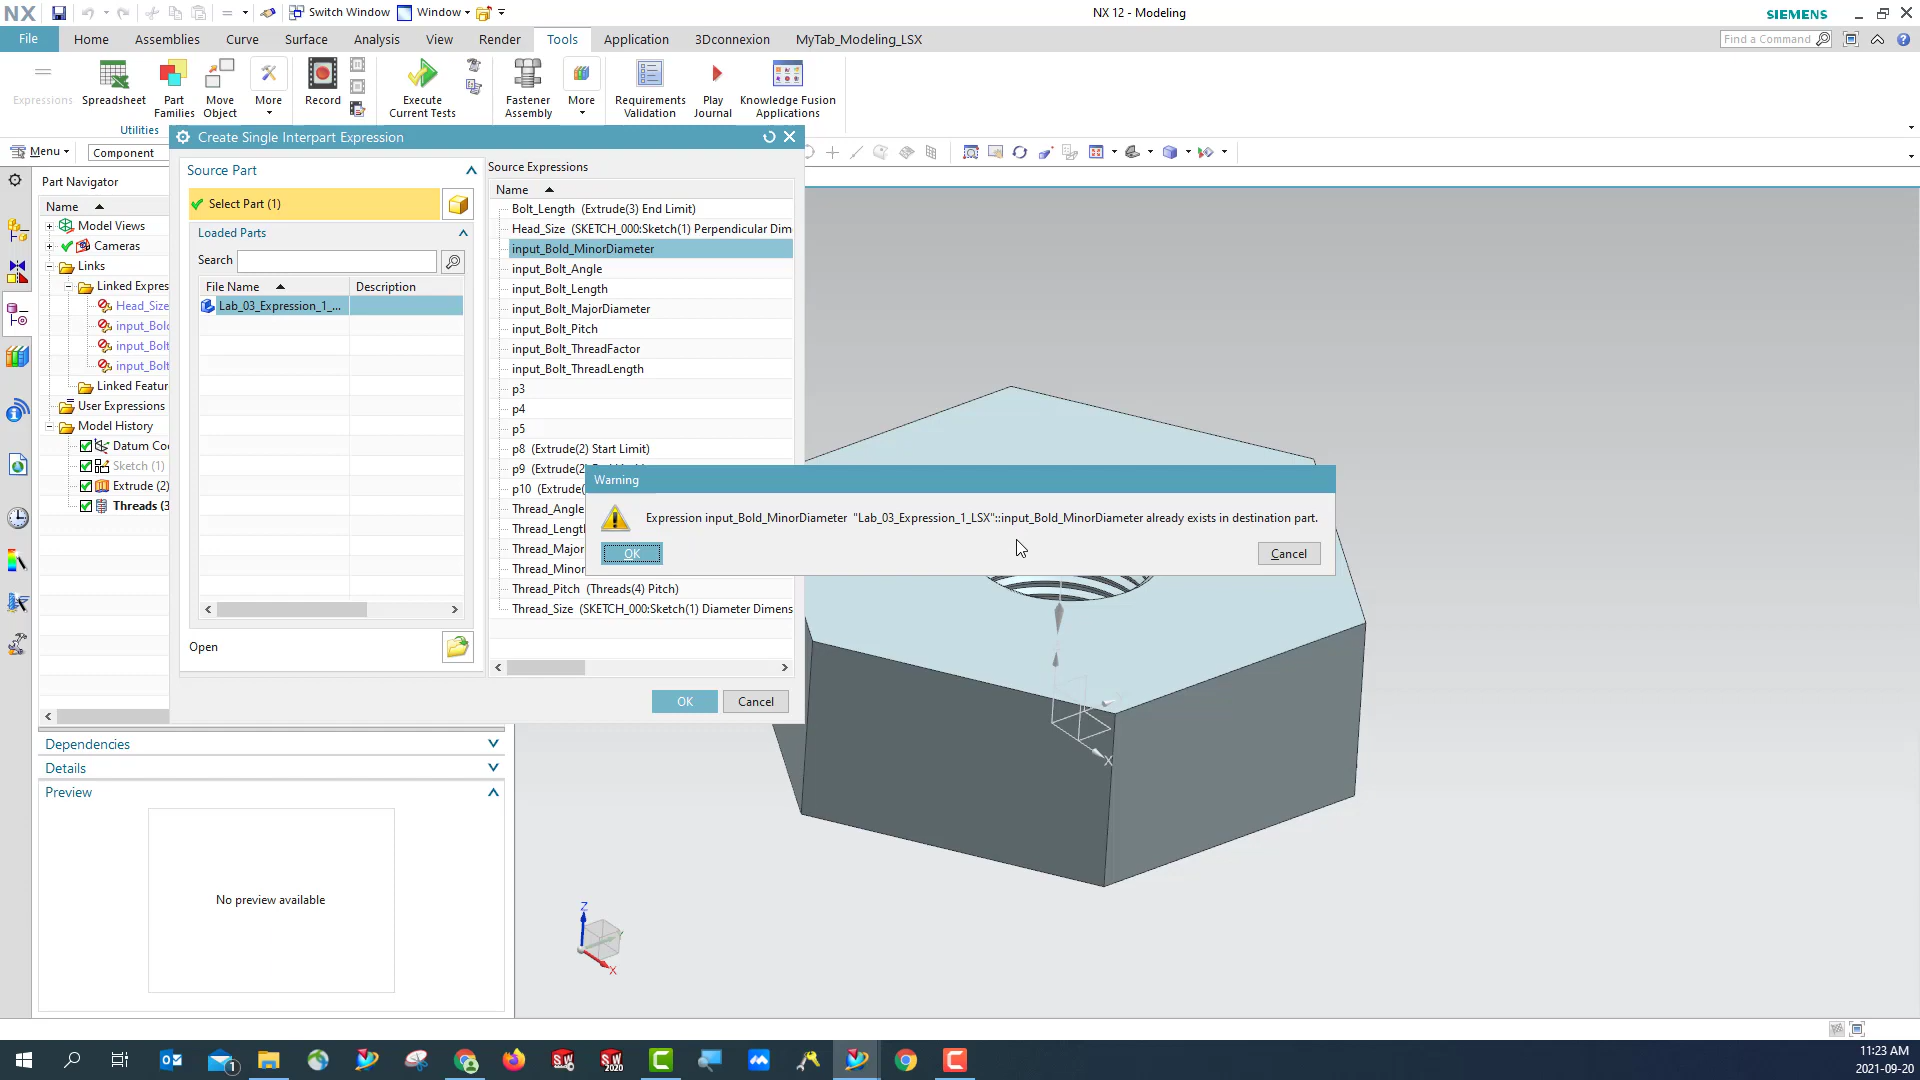 NX
Switch Window
Window
NX 12 - Modeling
SIEMENS
File
Home
Assemblies
Curve
Surface
Analysis
View
Render
Tools
Application
3Dconnexion
MyTab_Modeling_LSX
Find a Command
Expressions
Spreadsheet
Part Families
Move Object
More
Record
Execute Current Tests
Fastener Assembly
More
Requirements Validation
Play Journal
Knowledge Fusion Applications
Utilities
Menu
Component
Create Single Interpart Expression
Part Navigator
Name
Model Views
Cameras
Links
Linked Expres
Head_Size
input_Bold
input_Bolt
input_Bolt
Linked Featur
User Expressions
Model History
Datum Coo
Sketch (1)
Extrude (2)
Threads (3
Source Part
Select Part (1)
Loaded Parts
Search
File Name
Description
Lab_03_Expression_1_...
Open
Source Expressions
Name
Bolt_Length (Extrude(3) End Limit)
Head_Size (SKETCH_000:Sketch(1) Perpendicular Dim
input_Bold_MinorDiameter
input_Bolt_Angle
input_Bolt_Length
input_Bolt_MajorDiameter
input_Bolt_Pitch
input_Bolt_ThreadFactor
input_Bolt_ThreadLength
p3
p4
p5
p8 (Extrude(2) Start Limit)
p9 (Extrude(2)
p10 (Extrude(
Thread_Angle
Thread_Length
Thread_Major
Thread_Minor
Thread_Pitch (Threads(4) Pitch)
Thread_Size (SKETCH_000:Sketch(1) Diameter Dimens
OK
Cancel
Warning
Expression input_Bold_MinorDiameter "Lab_03_Expression_1_LSX"::input_Bold_MinorDiameter already exists in destination part.
OK
Cancel
Dependencies
Details
Preview
No preview available
X
Z
X
11:23 AM
2021-09-20